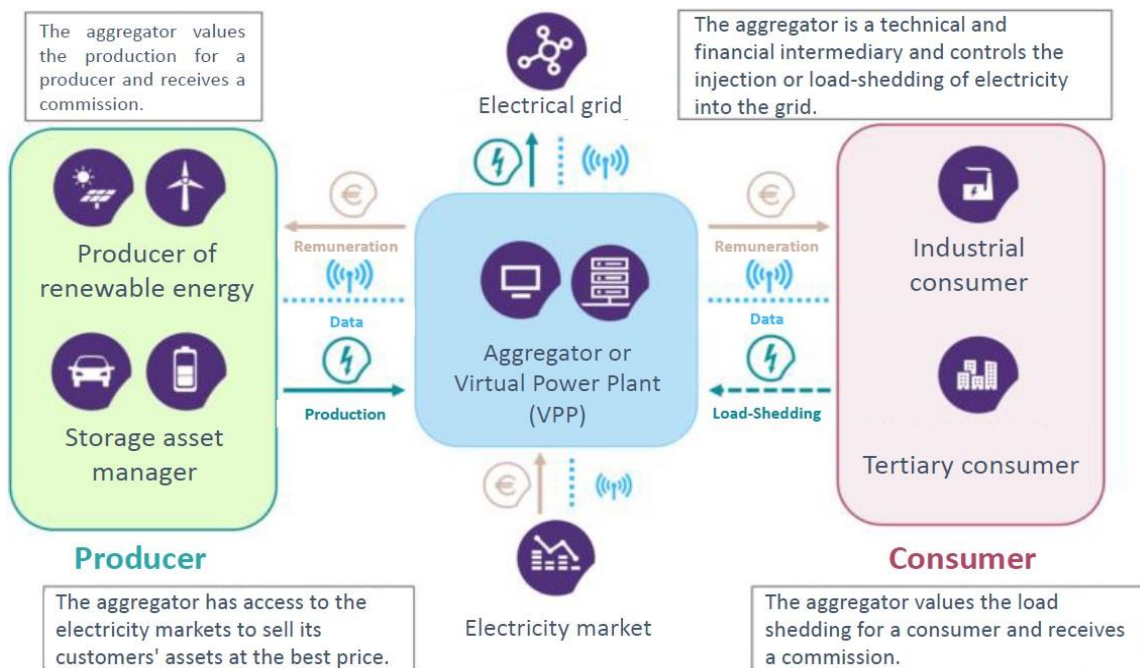 The aggregator values
the production for a
producer and receives a
commission.
Electrical grid
The aggregator is a technical and
financial intermediary and controls the
injection or load-shedding of electricity
into the grid.
Producer of
renewable energy
Storage asset
manager
Producer
€
Remuneration
Data
Production
Aggregator or
Virtual Power Plant
(VPP)
€
Remuneration
Data
Load-Shedding
Industrial
consumer
Tertiary consumer
Consumer
€
Electricity market
The aggregator has access to the
electricity markets to sell its
customers' assets at the best price.
The aggregator values the load
shedding for a consumer and receives
a commission.